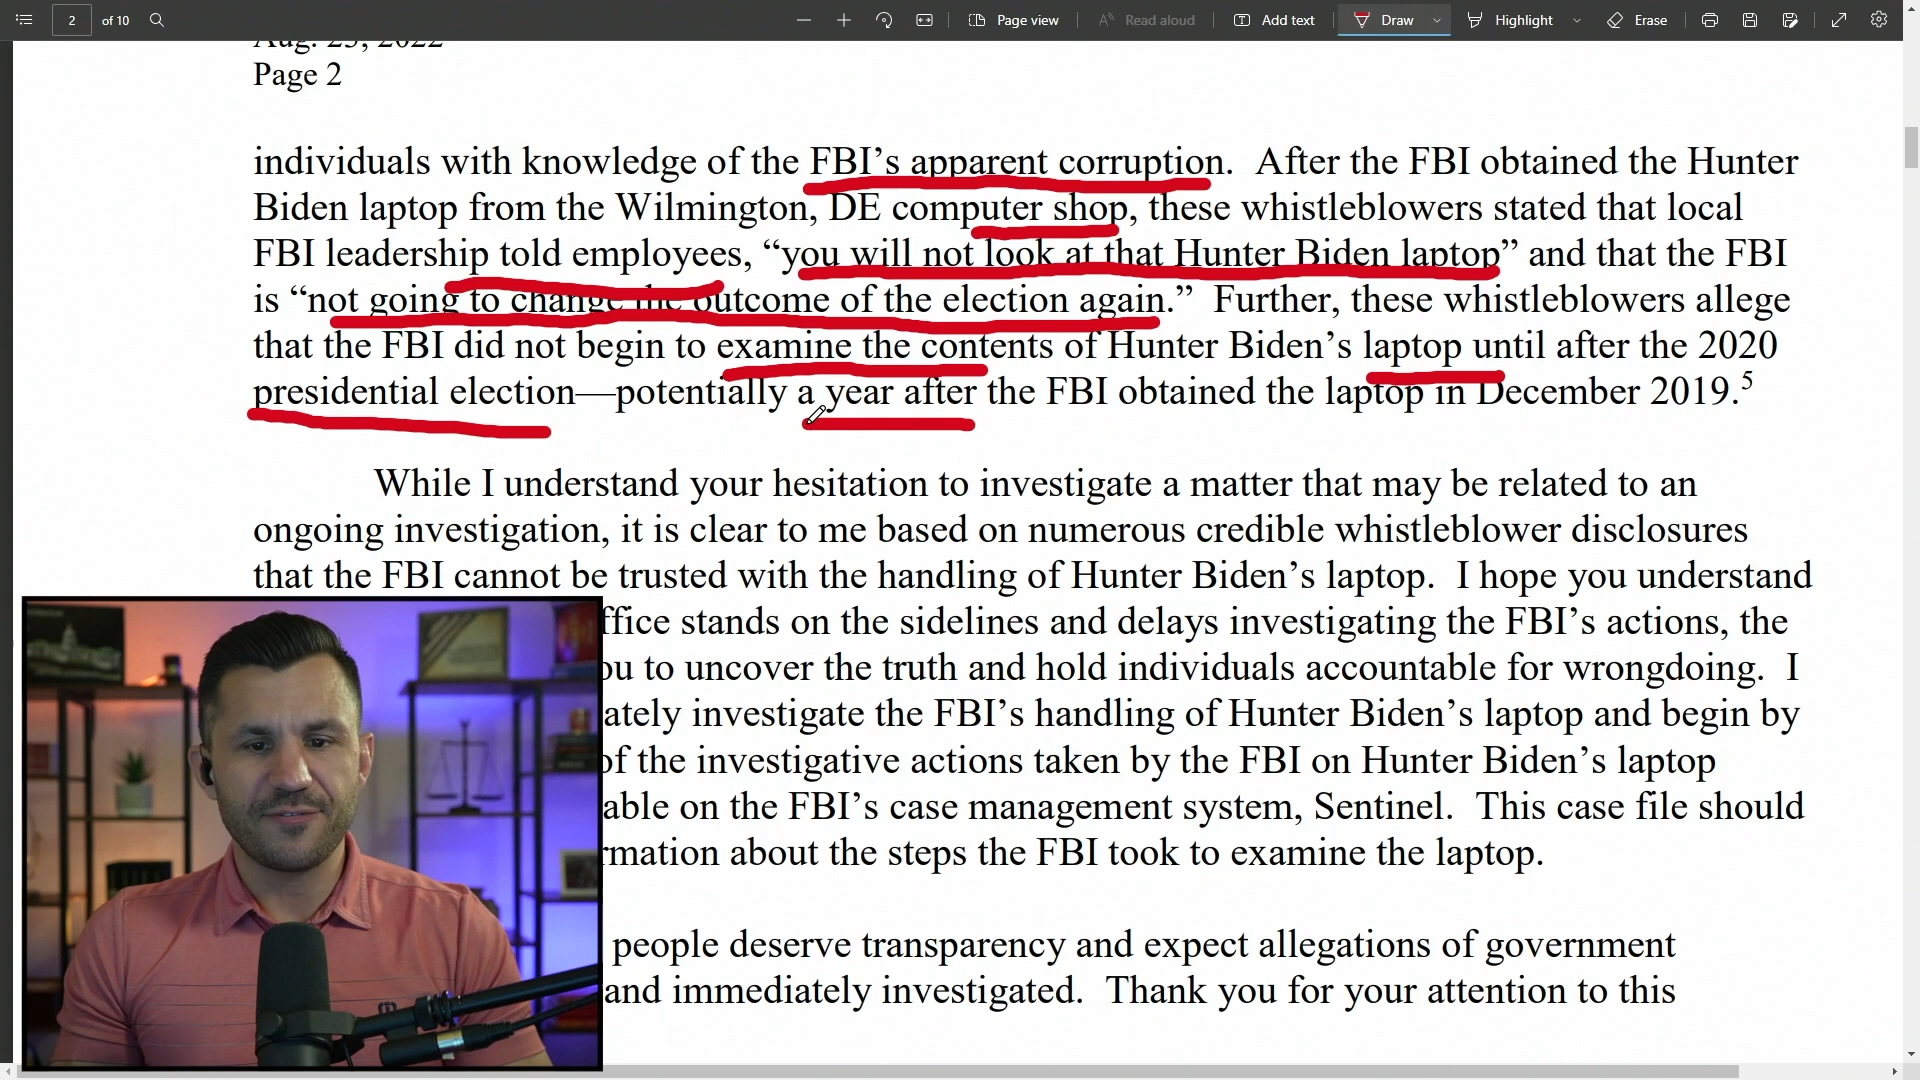 2 of 10 Page view Read aloud Add text Draw Highlight Erase
Aug. 23, 2022
Page 2
individuals with knowledge of the FBI’s apparent corruption. After the FBI obtained the Hunter
Biden laptop from the Wilmington, DE computer shop, these whistleblowers stated that local
FBI leadership told employees, “you will not look at that Hunter Biden laptop” and that the FBI
is “not going to change the outcome of the election again.” Further, these whistleblowers allege
that the FBI did not begin to examine the contents of Hunter Biden’s laptop until after the 2020
presidential election—potentially a year after the FBI obtained the laptop in December 2019.5
While I understand your hesitation to investigate a matter that may be related to an
ongoing investigation, it is clear to me based on numerous credible whistleblower disclosures
that the FBI cannot be trusted with the handling of Hunter Biden’s laptop. I hope you understand
ffice stands on the sidelines and delays investigating the FBI’s actions, the
ou to uncover the truth and hold individuals accountable for wrongdoing. I
ately investigate the FBI’s handling of Hunter Biden’s laptop and begin by
of the investigative actions taken by the FBI on Hunter Biden’s laptop
able on the FBI’s case management system, Sentinel. This case file should
rmation about the steps the FBI took to examine the laptop.
people deserve transparency and expect allegations of government
and immediately investigated. Thank you for your attention to this